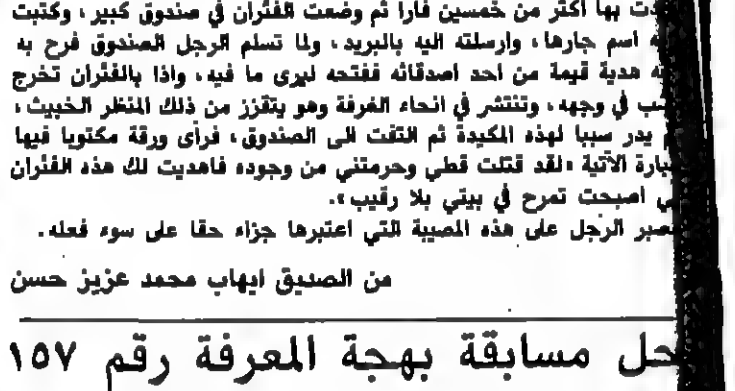 بها أكثر من خمسين فارا ثم وضعت الفئران في صندوق كبير ، وكتبت
اسم جارها ، وارسلته اليه بالبريد ، ولما تسلم الرجل الصندوق فرح به
هدية قيمة من احد اصدقائه ففتحه ليرى ما فيه ، واذا بالفئران تخرج
في وجهه ، وتنتشر في انحاء الغرفة وهو يتقزز من ذلك المنظر الخبيث ،
يدر سببا لهذه المكيدة ثم التفت الى الصندوق ، فرأى ورقة مكتوبا فيها
الآتية « لقد قتلت قطي وحرمتني من وجوده فاهديت لك هذه الفئران
اصبحت تمرح في بيتي بلا رقيب » .
الرجل على هذه المصيبة التي اعتبرها جزاء حقا على سوء فعله .
من الصديق ايهاب محمد عزيز حسن
حل مسابقة بهجة المعرفة رقم ١٥٧